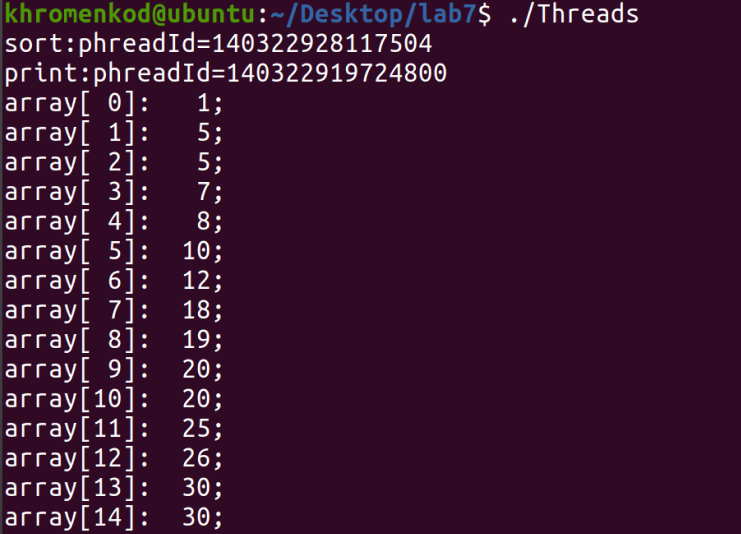 khromenkod@ubuntu:~/Desktop/lab7$ ./Threads
sort:phreadId=140322928117504
print:phreadId=140322919724800
array[ 0]:   1;
array[ 1]:   5;
array[ 2]:   5;
array[ 3]:   7;
array[ 4]:   8;
array[ 5]:  10;
array[ 6]:  12;
array[ 7]:  18;
array[ 8]:  19;
array[ 9]:  20;
array[10]:  20;
array[11]:  25;
array[12]:  26;
array[13]:  30;
array[14]:  30;